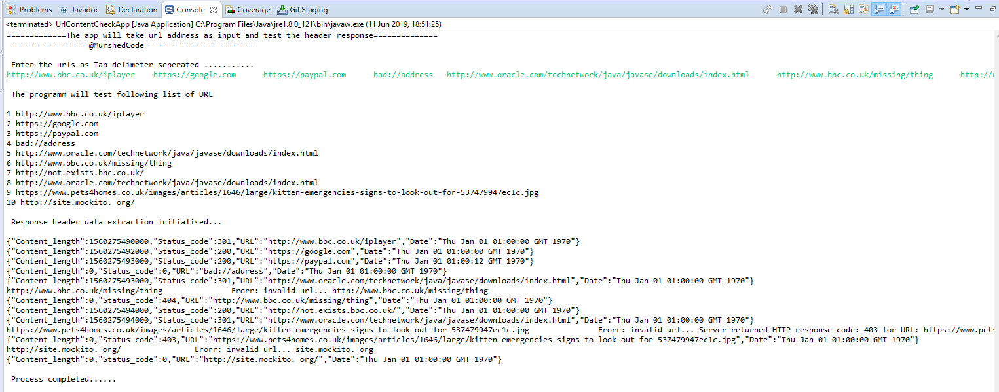 Problems @ Javadoc Declaration Console Coverage Git Staging
<terminated> UrlContentCheckApp [Java Application] C:\Program Files\Java\jre1.8.0_121\bin\javaw.exe (11 Jun 2019, 18:51:25)
=============The app will take url address as input and test the header response==============
=================@MurshedCode========================
Enter the urls as Tab delimeter seperated ...........
http://www.bbc.co.uk/iplayer https://google.com https://paypal.com bad://address http://www.oracle.com/technetwork/java/javase/downloads/index.html http://www.bbc.co.uk/missing/thing http://
The programm will test following list of URL
1 http://www.bbc.co.uk/iplayer
2 https://google.com
3 https://paypal.com
4 bad://address
5 http://www.oracle.com/technetwork/java/javase/downloads/index.html
6 http://www.bbc.co.uk/missing/thing
7 http://not.exists.bbc.co.uk/
8 http://www.oracle.com/technetwork/java/javase/downloads/index.html
9 https://www.pets4homes.co.uk/images/articles/1646/large/kitten-emergencies-signs-to-look-out-for-537479947ec1c.jpg
10 http://site.mockito. org/
Response header data extraction initialised...
{"Content_length":1560275490000,"Status_code":301,"URL":"http://www.bbc.co.uk/iplayer","Date":"Thu Jan 01 01:00:00 GMT 1970"}
{"Content_length":1560275492000,"Status_code":200,"URL":"https://google.com","Date":"Thu Jan 01 01:00:00 GMT 1970"}
{"Content_length":1560275493000,"Status_code":200,"URL":"https://paypal.com","Date":"Thu Jan 01 01:00:12 GMT 1970"}
{"Content_length":0,"Status_code":0,"URL":"bad://address","Date":"Thu Jan 01 01:00:00 GMT 1970"}
{"Content_length":1560275493000,"Status_code":301,"URL":"http://www.oracle.com/technetwork/java/javase/downloads/index.html","Date":"Thu Jan 01 01:00:00 GMT 1970"}
http://www.bbc.co.uk/missing/thing Erorr: invalid url... http://www.bbc.co.uk/missing/thing
{"Content_length":0,"Status_code":404,"URL":"http://www.bbc.co.uk/missing/thing","Date":"Thu Jan 01 01:00:00 GMT 1970"}
{"Content_length":1560275494000,"Status_code":200,"URL":"http://not.exists.bbc.co.uk/","Date":"Thu Jan 01 01:00:00 GMT 1970"}
{"Content_length":1560275494000,"Status_code":301,"URL":"http://www.oracle.com/technetwork/java/javase/downloads/index.html","Date":"Thu Jan 01 01:00:00 GMT 1970"}
https://www.pets4homes.co.uk/images/articles/1646/large/kitten-emergencies-signs-to-look-out-for-537479947ec1c.jpg Erorr: invalid url... Server returned HTTP response code: 403 for URL: https://www.pets
{"Content_length":0,"Status_code":403,"URL":"https://www.pets4homes.co.uk/images/articles/1646/large/kitten-emergencies-signs-to-look-out-for-537479947ec1c.jpg","Date":"Thu Jan 01 01:00:00 GMT 1970"}
http://site.mockito. org/ Erorr: invalid url... site.mockito. org
{"Content_length":0,"Status_code":0,"URL":"http://site.mockito. org/","Date":"Thu Jan 01 01:00:00 GMT 1970"}
Process completed......